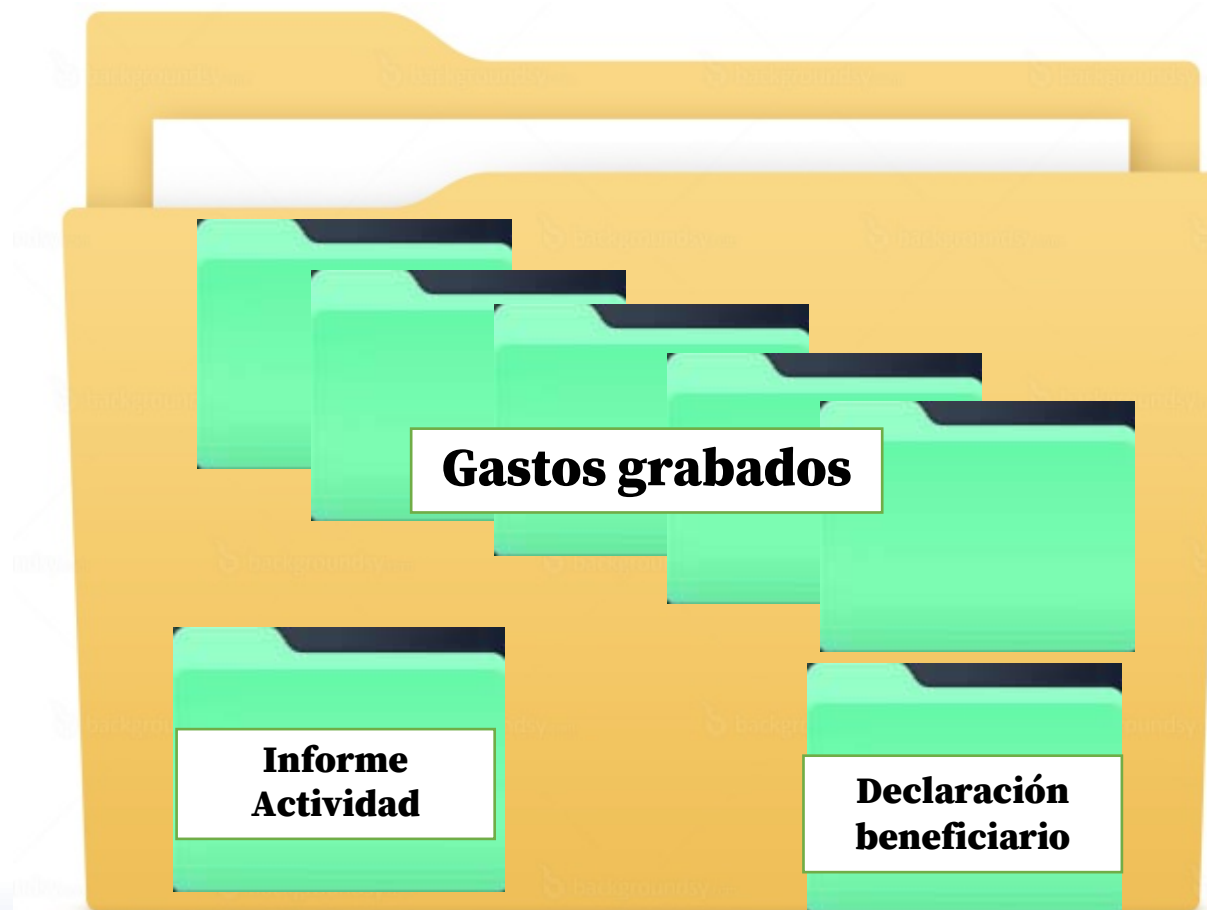 Gastos grabados
Informe
Actividad
Declaración
beneficiario